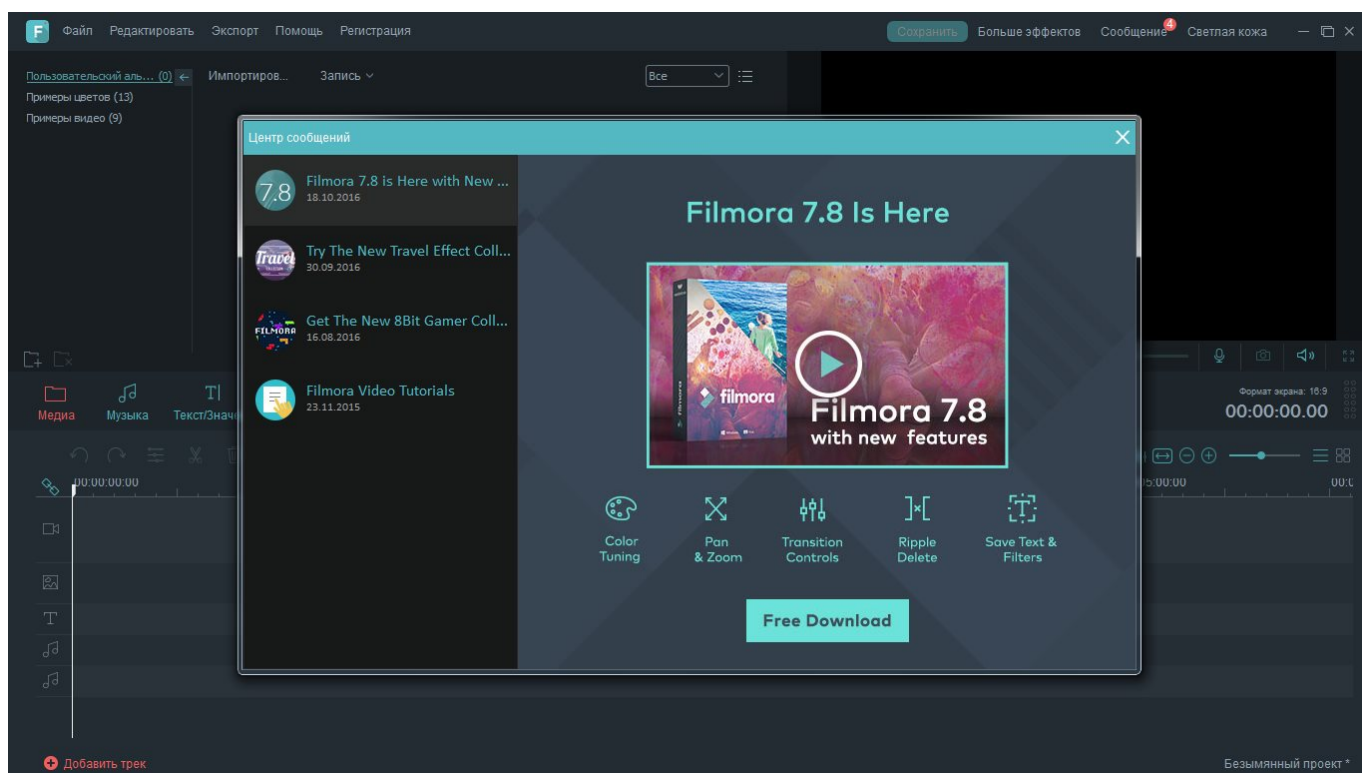 Файл Редактировать Экспорт Помощь Регистрация Сохранить Больше эффектов Сообщение 4 Светлая кожа
Пользовательский аль... (0) Импортиров... Запись Все
Примеры цветов (13)
Примеры видео (9)
Центр сообщений
7.8
Filmora 7.8 is Here with New ...
18.10.2016
Travel
Try The New Travel Effect Coll...
30.09.2016
FILMORA
Get The New 8Bit Gamer Coll...
16.08.2016
Filmora Video Tutorials
23.11.2015
Filmora 7.8 Is Here
filmora
filmora
Filmora 7.8
with new features
Color Tuning
Pan & Zoom
Transition Controls
Ripple Delete
Save Text & Filters
Free Download
Медиа Музыка
Формат экрана: 16:9
00:00:00.00
00:00:00:00
Добавить трек
Безымянный проект *